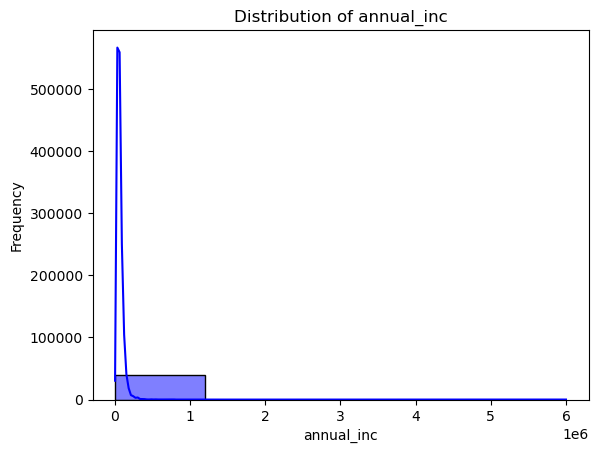 Distribution of annual_inc
Frequency
500000
400000
300000
200000
100000
0
0 1 2 3 4 5 6
1e6
annual_inc